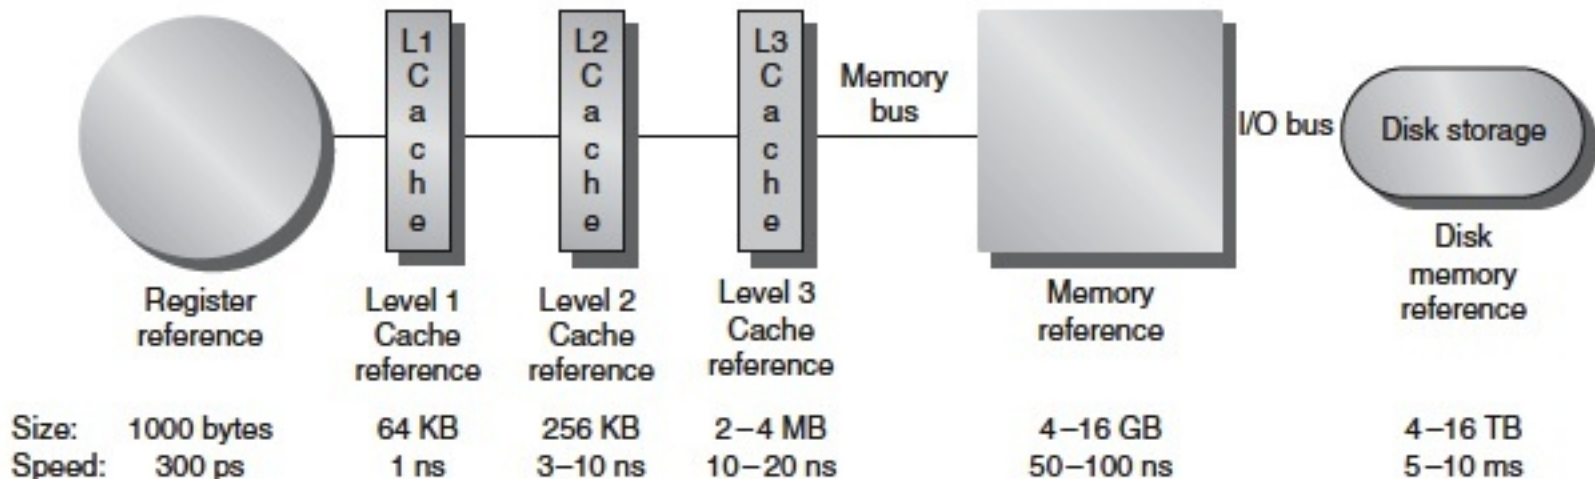 L1
C
a
c
h
e
L2
C
a
c
h
e
L3
C
a
c
h
e
Memory
bus
I/O bus
Disk storage
Register
reference
Level 1
Cache
reference
Level 2
Cache
reference
Level 3
Cache
reference
Memory
reference
Disk
memory
reference
Size: 1000 bytes 64 KB 256 KB 2–4 MB 4–16 GB 4–16 TB
Speed: 300 ps 1 ns 3–10 ns 10–20 ns 50–100 ns 5–10 ms